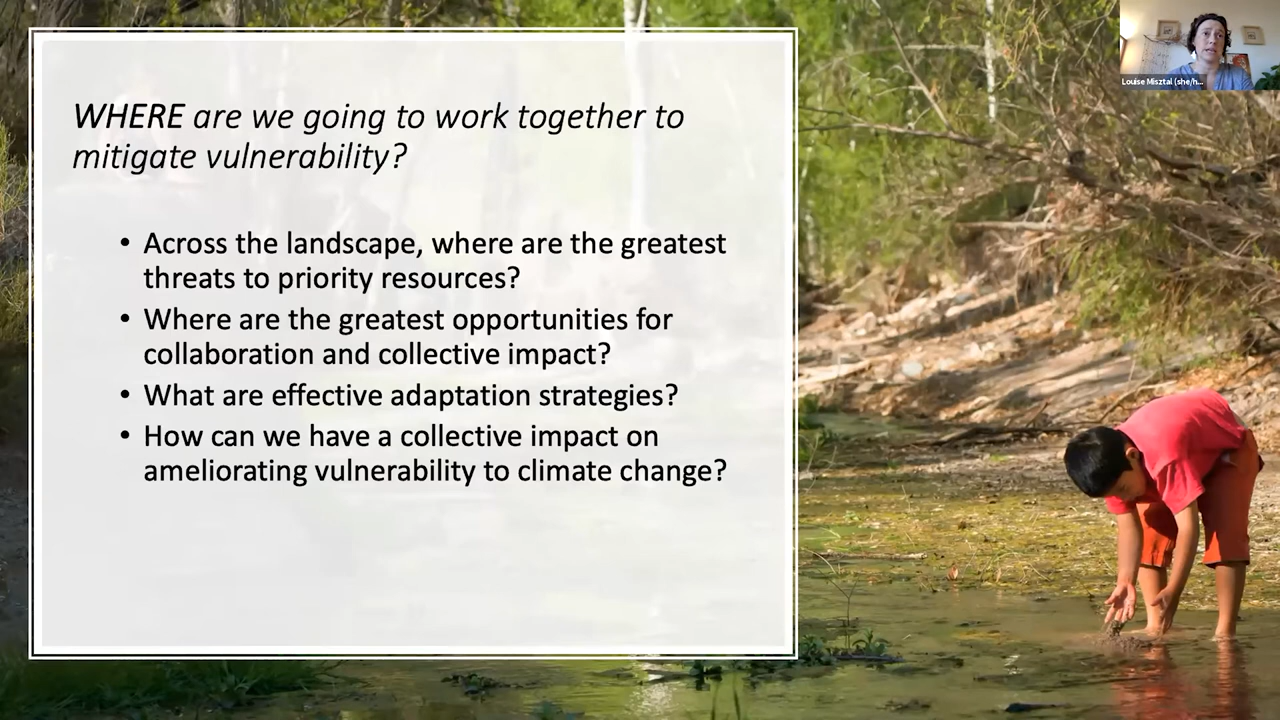 WHERE are we going to work together to
mitigate vulnerability?
• Across the landscape, where are the greatest
threats to priority resources?
• Where are the greatest opportunities for
collaboration and collective impact?
• What are effective adaptation strategies?
• How can we have a collective impact on
ameliorating vulnerability to climate change?
Louise Misztal (she/h...